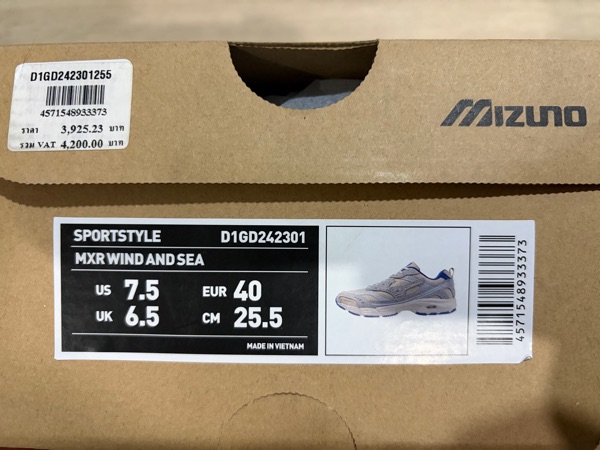 D1GD242301255
4571548933373
ราคา 3,925.23 บาท
รวม VAT 4,200.00 บาท
MIZUNO
SPORTSTYLE D1GD242301
MXR WIND AND SEA
US 7.5 EUR 40
UK 6.5 CM 25.5
MADE IN VIETNAM
4571548933373